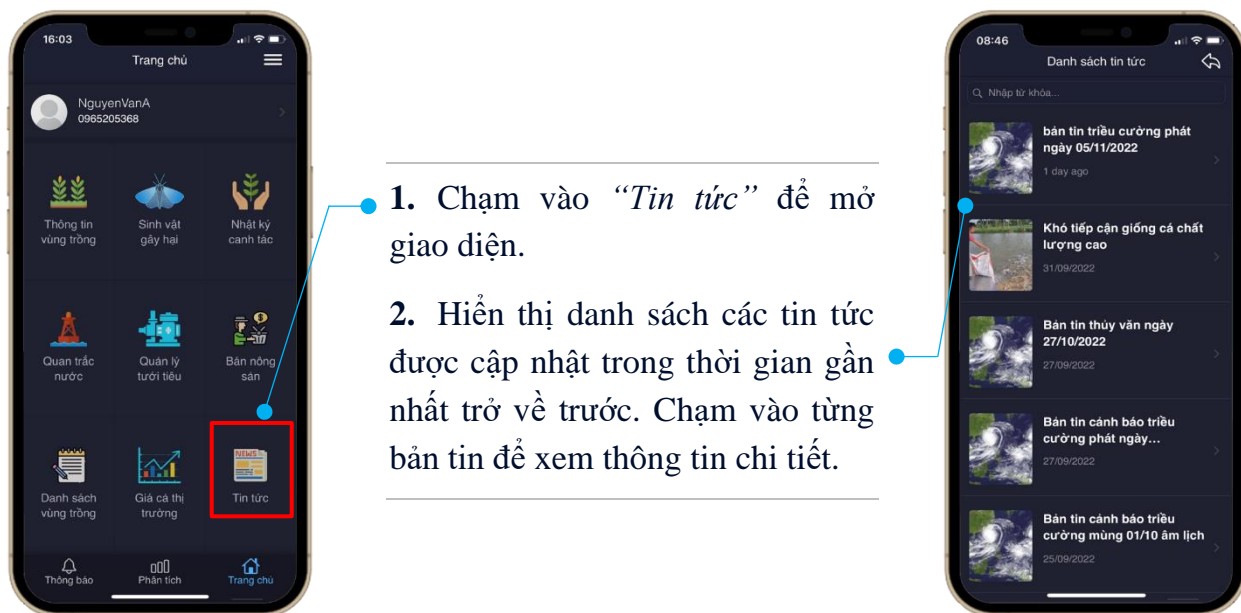 16:03
Trang chủ
NguyenVanA
0965205368
Thông tin
vùng trồng
Sinh vật
gây hại
Nhật ký
canh tác
Quan trắc
nước
Quản lý
tưới tiêu
Bán nông
sản
Danh sách
vùng trồng
Giá cả thị
trường
NEWS
Tin tức
Thông báo
Phân tích
Trang chủ
1. Chạm vào “Tin tức” để mở
giao diện.
2. Hiển thị danh sách các tin tức
được cập nhật trong thời gian gần
nhất trở về trước. Chạm vào từng
bản tin để xem thông tin chi tiết.
08:46
Danh sách tin tức
Nhập từ khóa...
bản tin triều cường phát
ngày 05/11/2022
1 day ago
Khó tiếp cận giống cá chất
lượng cao
31/09/2022
Bản tin thủy văn ngày
27/10/2022
27/09/2022
Bản tin cảnh báo triều
cường phát ngày...
27/09/2022
Bản tin cảnh báo triều
cường mùng 01/10 âm lịch
25/09/2022